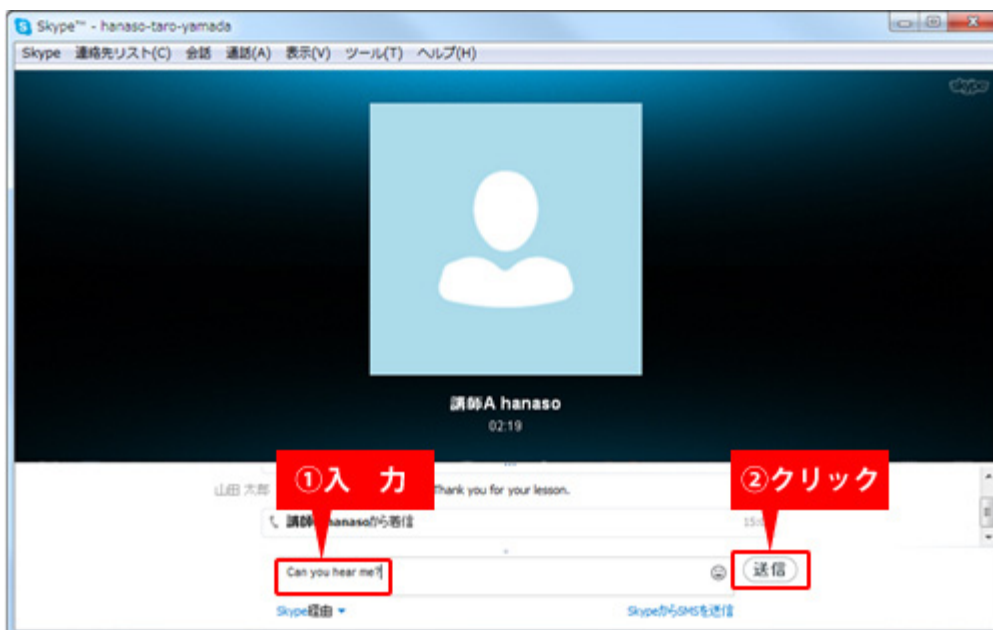 Skype™ - hanaso-taro-yamada
Skype 連絡先リスト(C) 会話 通話(A) 表示(V) ツール(T) ヘルプ(H)
skype
講師A hanaso
02:19
①入 力
②クリック
山田 太郎 Thank you for your lesson.
講師 hanasoから着信
Can you hear me?
送信
Skype経由
SkypeからSMSを送信